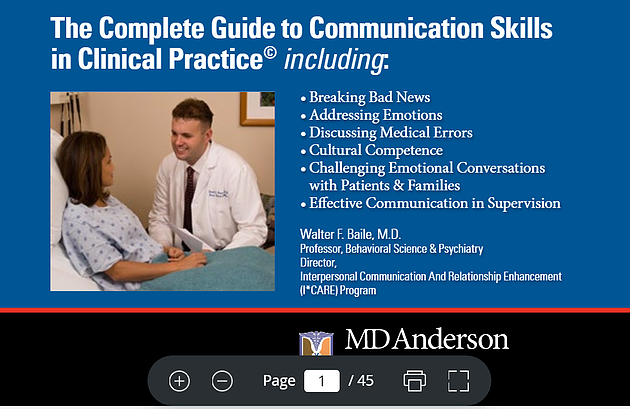 The Complete Guide to Communication Skills
in Clinical Practice© including:
• Breaking Bad News
• Addressing Emotions
• Discussing Medical Errors
• Cultural Competence
• Challenging Emotional Conversations
with Patients & Families
• Effective Communication in Supervision
Walter F. Baile, M.D.
Professor, Behavioral Science & Psychiatry
Director,
Interpersonal Communication And Relationship Enhancement
(I*CARE) Program
MD Anderson
Page 1 / 45